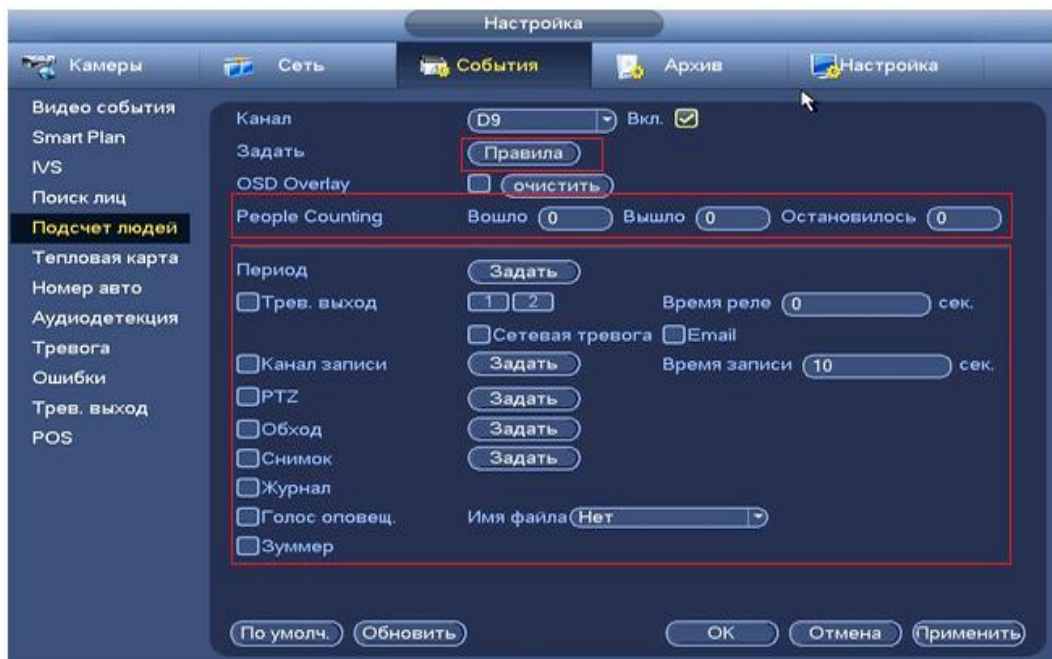 Настройка
Камеры Сеть События Архив Настройка
Видео события
Smart Plan
IVS
Поиск лиц
Подсчет людей
Тепловая карта
Номер авто
Аудиодетекция
Тревога
Ошибки
Трев. выход
POS
Канал D9 Вкл.
Задать Правила
OSD Overlay очистить
People Counting Вошло 0 Вышло 0 Остановилось 0
Период Задать
Трев. выход 1 2 Время реле 0 сек.
Сетевая тревога Email
Канал записи Задать Время записи 10 сек.
PTZ Задать
Обход Задать
Снимок Задать
Журнал
Голос оповещ. Имя файла Нет
Зуммер
По умолч. Обновить OK Отмена Применить